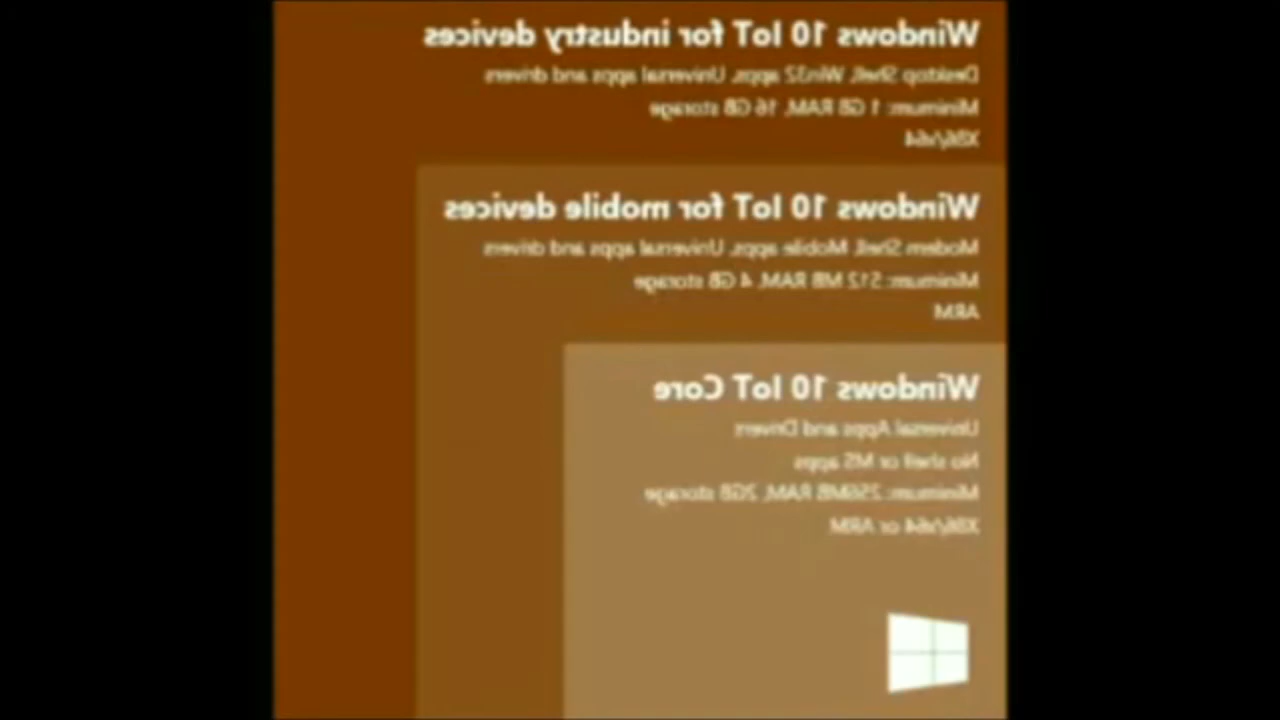 Windows 10 IoT for industry devices
Desktop Shell, Win32 apps, Universal apps and drivers
Minimum: 1 GB RAM, 16 GB storage
X86/x64
Windows 10 IoT for mobile devices
Modern Shell, Mobile apps, Universal apps and drivers
Minimum: 512 MB RAM, 4 GB storage
ARM
Windows 10 IoT Core
Universal Apps and Drivers
No shell or MS apps
Minimum: 256MB RAM, 2GB storage
X86/x64 or ARM